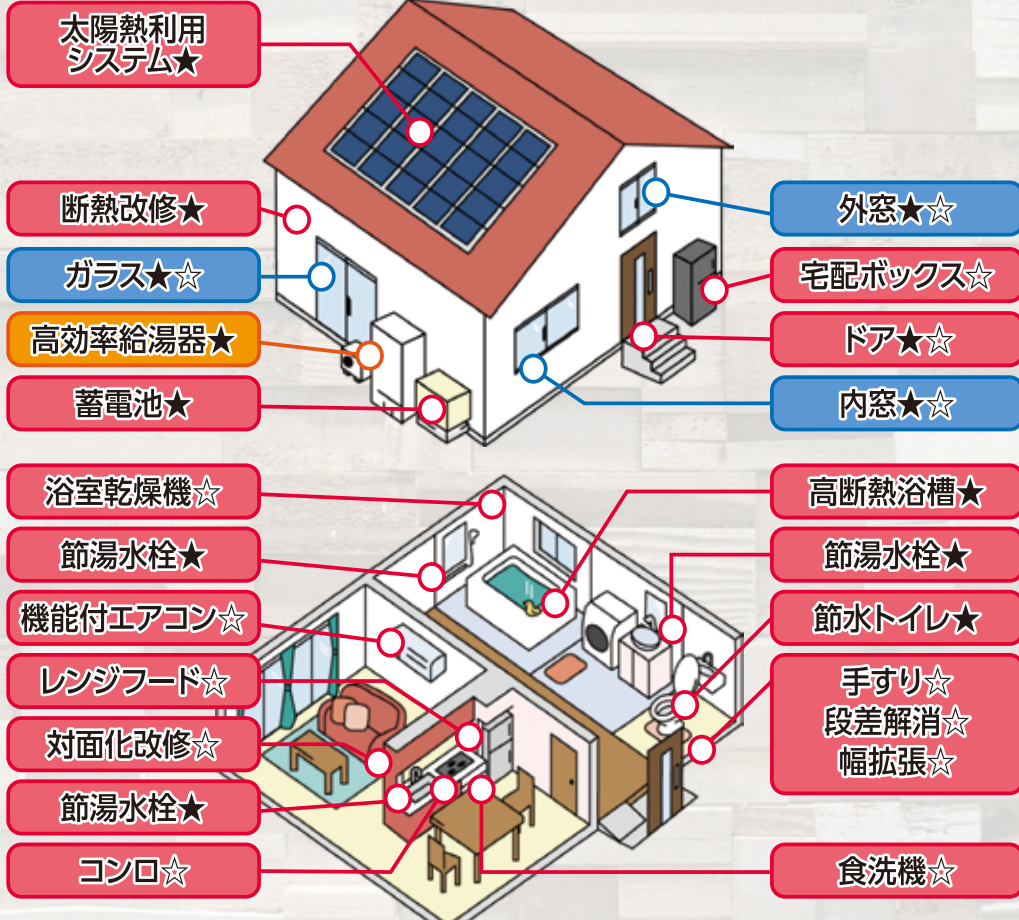 太陽熱利用
システム★
断熱改修★
ガラス★☆
高効率給湯器★
蓄電池★
外窓★☆
宅配ボックス☆
ドア★☆
内窓★☆
浴室乾燥機☆
節湯水栓★
機能付エアコン☆
レンジフード☆
対面化改修☆
節湯水栓★
コンロ☆
高断熱浴槽★
節湯水栓★
節水トイレ★
手すり☆
段差解消☆
幅拡張☆
食洗機☆